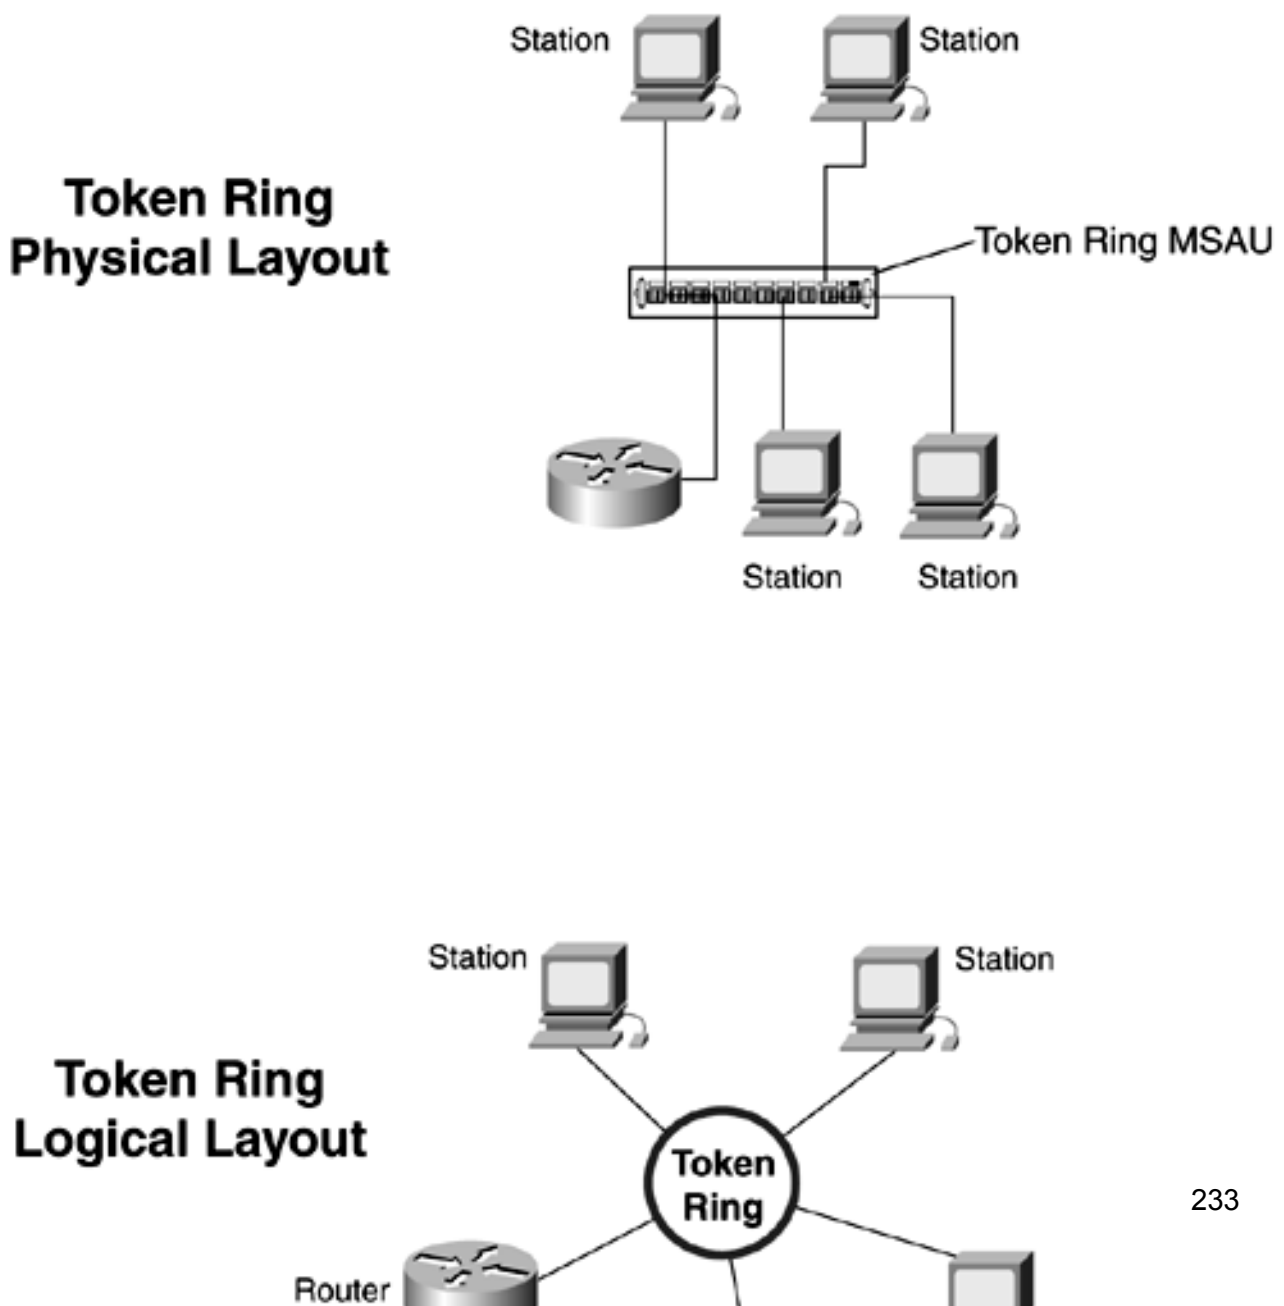 Station
Station
Token Ring
Physical Layout
Token Ring MSAU
Station
Station
Station
Station
Token Ring
Logical Layout
Token
Ring
233
Router